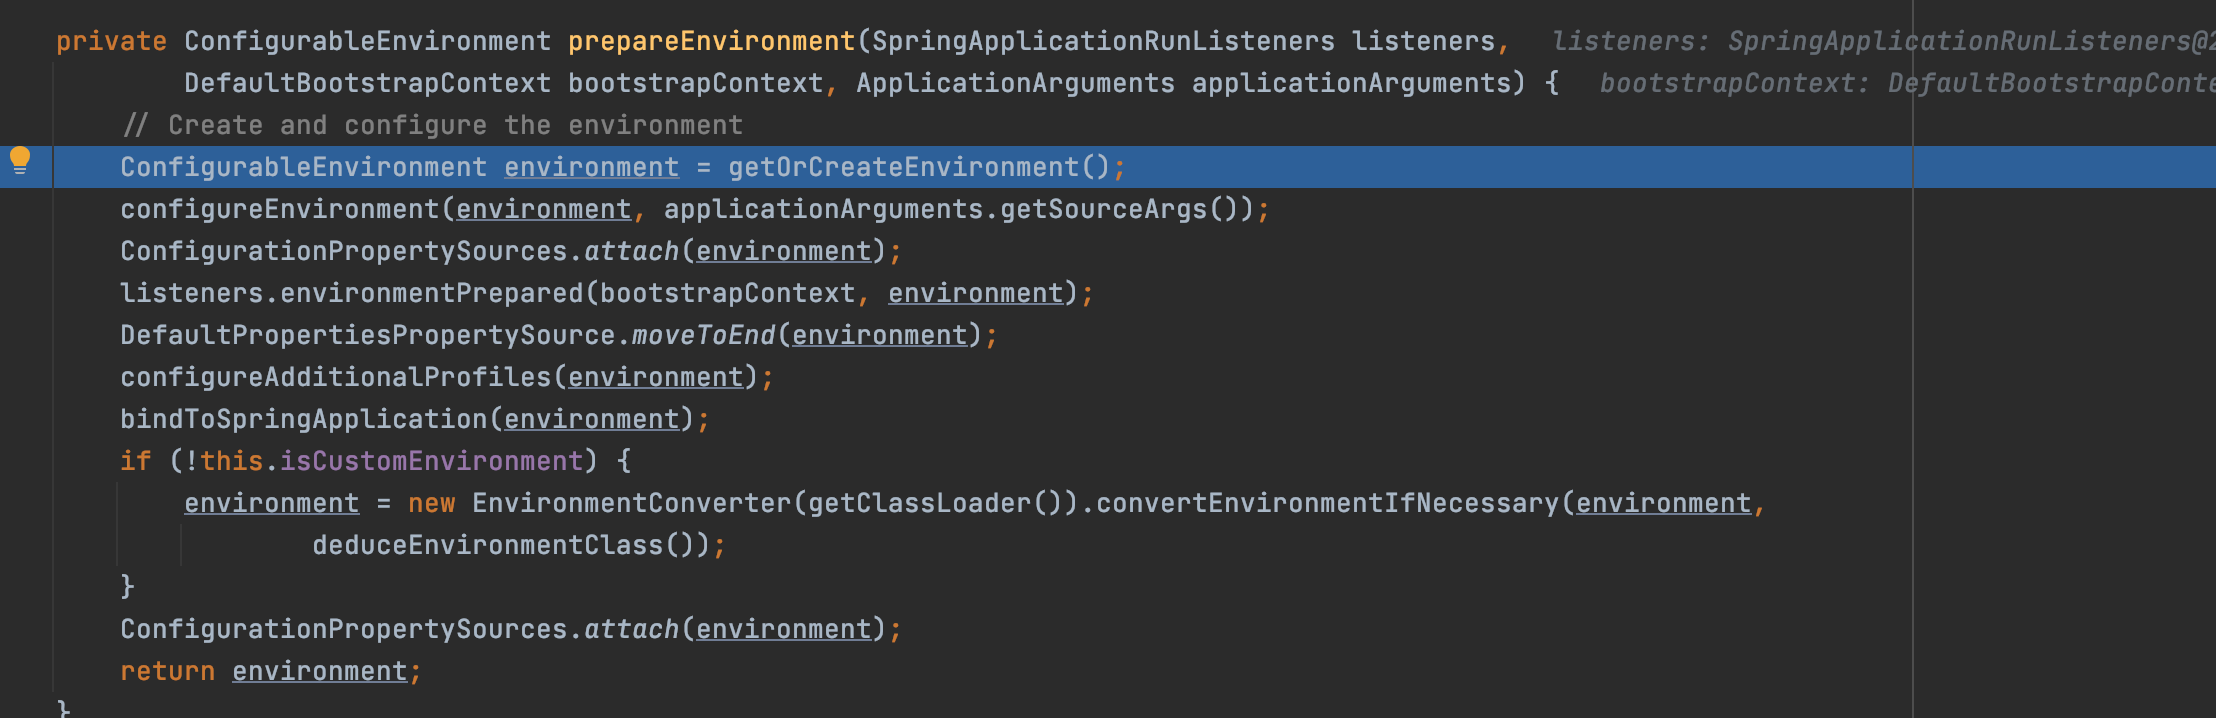 private ConfigurableEnvironment prepareEnvironment(SpringApplicationRunListeners listeners, listeners: SpringApplicationRunListeners@2
DefaultBootstrapContext bootstrapContext, ApplicationArguments applicationArguments) { bootstrapContext: DefaultBootstrapConte
// Create and configure the environment
ConfigurableEnvironment environment = getOrCreateEnvironment();
configureEnvironment(environment, applicationArguments.getSourceArgs());
ConfigurationPropertySources.attach(environment);
listeners.environmentPrepared(bootstrapContext, environment);
DefaultPropertiesPropertySource.moveToEnd(environment);
configureAdditionalProfiles(environment);
bindToSpringApplication(environment);
if (!this.isCustomEnvironment) {
environment = new EnvironmentConverter(getClassLoader()).convertEnvironmentIfNecessary(environment,
deduceEnvironmentClass());
}
ConfigurationPropertySources.attach(environment);
return environment;
}